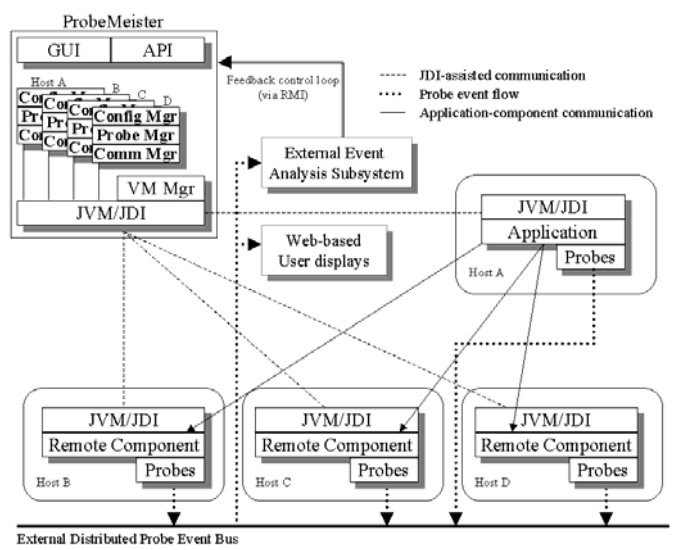 ProbeMeister
GUI
API
Host A
B
C
D
Config Mgr
Probe Mgr
Comm Mgr
VM Mgr
JVM/JDI
Feedback control loop
(via RMI)
JDI-assisted communication
Probe event flow
Application-component communication
External Event
Analysis Subsystem
Web-based
User displays
JVM/JDI
Application
Probes
Host A
JVM/JDI
Remote Component
Probes
Host B
JVM/JDI
Remote Component
Probes
Host C
JVM/JDI
Remote Component
Probes
Host D
External Distributed Probe Event Bus